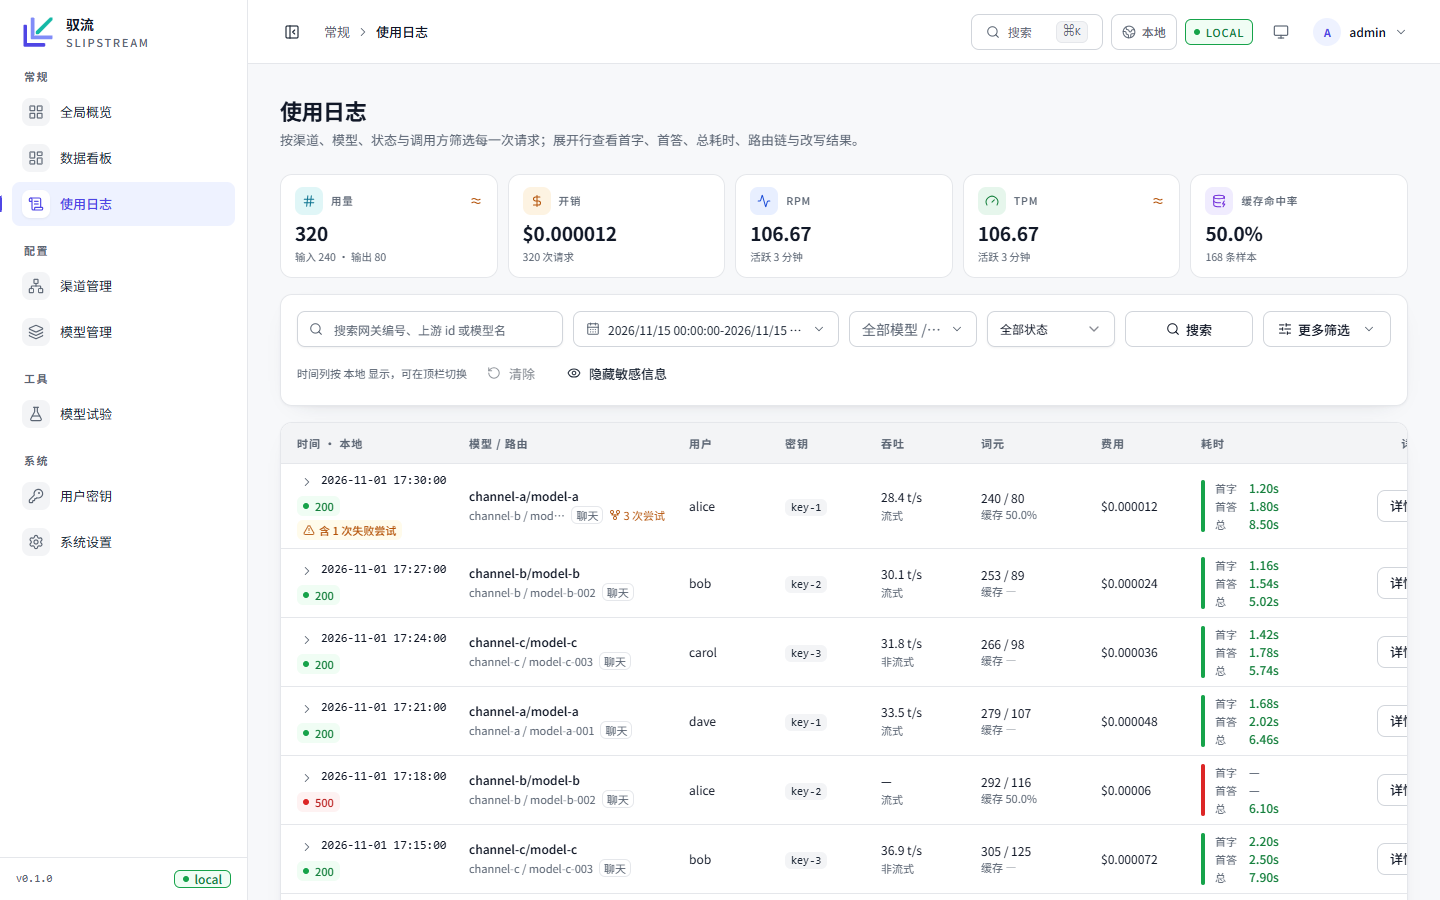 驭流
SLIPSTREAM
常规
全局概览
数据看板
使用日志
配置
渠道管理
模型管理
工具
模型试验
系统
用户密钥
系统设置
v0.1.0
local
常规 > 使用日志
搜索 ⌘K
本地
LOCAL
A admin
使用日志
按渠道、模型、状态与调用方筛选每一次请求；展开行查看首字、首答、总耗时、路由链与改写结果。
用量 ≈
320
输入 240 · 输出 80
开销
$0.000012
320 次请求
RPM
106.67
活跃 3 分钟
TPM ≈
106.67
活跃 3 分钟
缓存命中率
50.0%
168 条样本
搜索网关编号、上游 id 或模型名
2026/11/15 00:00:00-2026/11/15 ···
全部模型 /···
全部状态
搜索
更多筛选
时间列按 本地 显示，可在顶栏切换
清除
隐藏敏感信息
时间 · 本地 模型 / 路由 用户 密钥 吞吐 词元 费用 耗时
2026-11-01 17:30:00
200
含 1 次失败尝试
channel-a/model-a
channel-b / mod··· 聊天 3 次尝试
alice
key-1
28.4 t/s
流式
240 / 80
缓存 50.0%
$0.000012
首字 1.20s
首答 1.80s
总 8.50s
2026-11-01 17:27:00
200
channel-b/model-b
channel-b / model-b-002 聊天
bob
key-2
30.1 t/s
流式
253 / 89
缓存 —
$0.000024
首字 1.16s
首答 1.54s
总 5.02s
2026-11-01 17:24:00
200
channel-c/model-c
channel-c / model-c-003 聊天
carol
key-3
31.8 t/s
非流式
266 / 98
缓存 —
$0.000036
首字 1.42s
首答 1.78s
总 5.74s
2026-11-01 17:21:00
200
channel-a/model-a
channel-a / model-a-001 聊天
dave
key-1
33.5 t/s
流式
279 / 107
缓存 —
$0.000048
首字 1.68s
首答 2.02s
总 6.46s
2026-11-01 17:18:00
500
channel-b/model-b
channel-b / model-b-002 聊天
alice
key-2
—
流式
292 / 116
缓存 50.0%
$0.00006
首字 —
首答 —
总 6.10s
2026-11-01 17:15:00
200
channel-c/model-c
channel-c / model-c-003 聊天
bob
key-3
36.9 t/s
非流式
305 / 125
缓存 —
$0.000072
首字 2.20s
首答 2.50s
总 7.90s